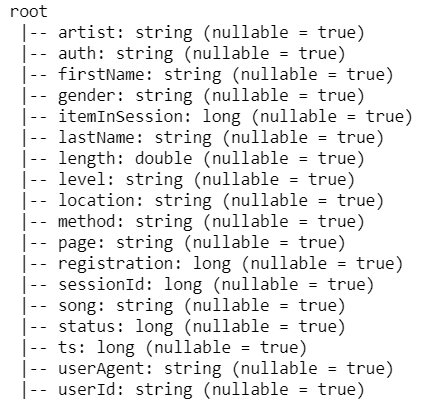 root
 |-- artist: string (nullable = true)
 |-- auth: string (nullable = true)
 |-- firstName: string (nullable = true)
 |-- gender: string (nullable = true)
 |-- itemInSession: long (nullable = true)
 |-- lastName: string (nullable = true)
 |-- length: double (nullable = true)
 |-- level: string (nullable = true)
 |-- location: string (nullable = true)
 |-- method: string (nullable = true)
 |-- page: string (nullable = true)
 |-- registration: long (nullable = true)
 |-- sessionId: long (nullable = true)
 |-- song: string (nullable = true)
 |-- status: long (nullable = true)
 |-- ts: long (nullable = true)
 |-- userAgent: string (nullable = true)
 |-- userId: string (nullable = true)